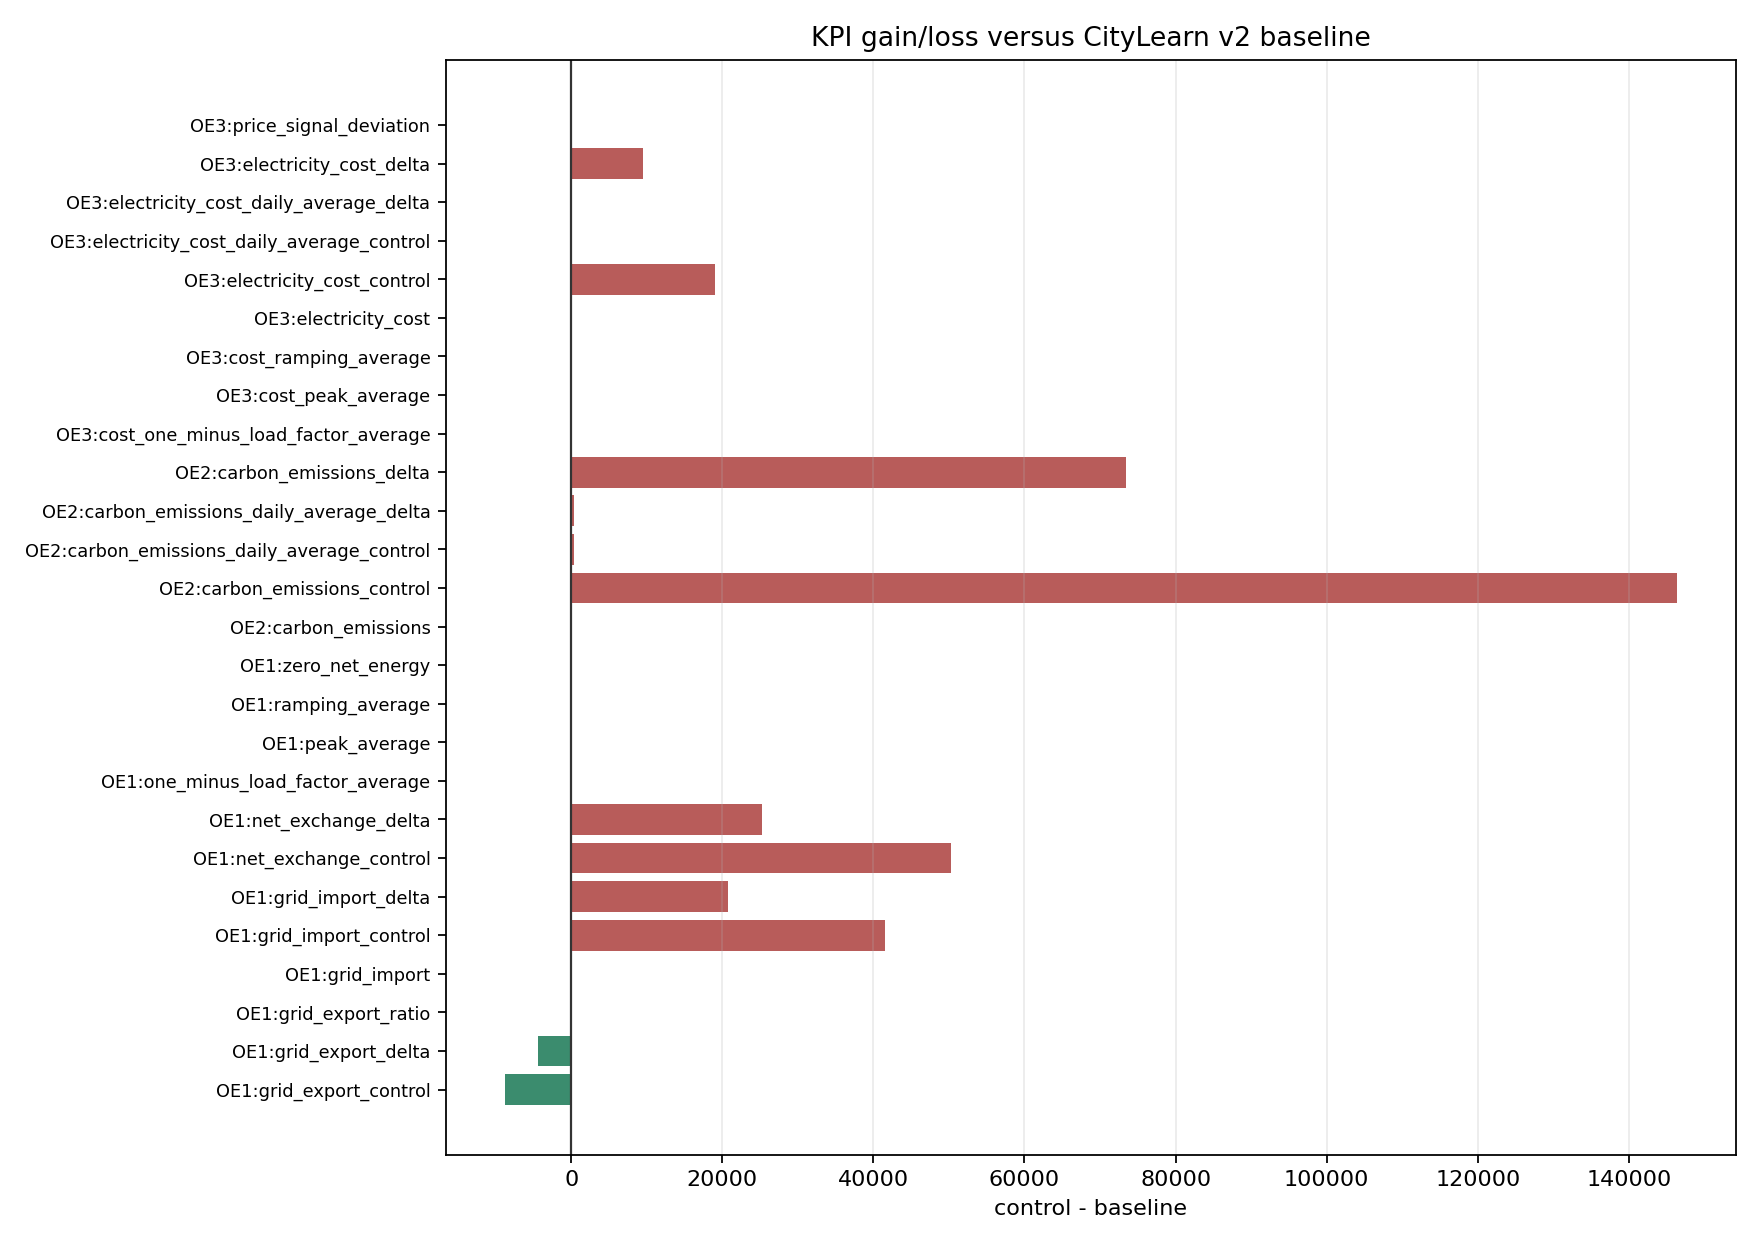 KPI gain/loss versus CityLearn v2 baseline
OE3:price_signal_deviation
OE3:electricity_cost_delta
OE3:electricity_cost_daily_average_delta
OE3:electricity_cost_daily_average_control
OE3:electricity_cost_control
OE3:electricity_cost
OE3:cost_ramping_average
OE3:cost_peak_average
OE3:cost_one_minus_load_factor_average
OE2:carbon_emissions_delta
OE2:carbon_emissions_daily_average_delta
OE2:carbon_emissions_daily_average_control
OE2:carbon_emissions_control
OE2:carbon_emissions
OE1:zero_net_energy
OE1:ramping_average
OE1:peak_average
OE1:one_minus_load_factor_average
OE1:net_exchange_delta
OE1:net_exchange_control
OE1:grid_import_delta
OE1:grid_import_control
OE1:grid_import
OE1:grid_export_ratio
OE1:grid_export_delta
OE1:grid_export_control
0 20000 40000 60000 80000 100000 120000 140000
control - baseline